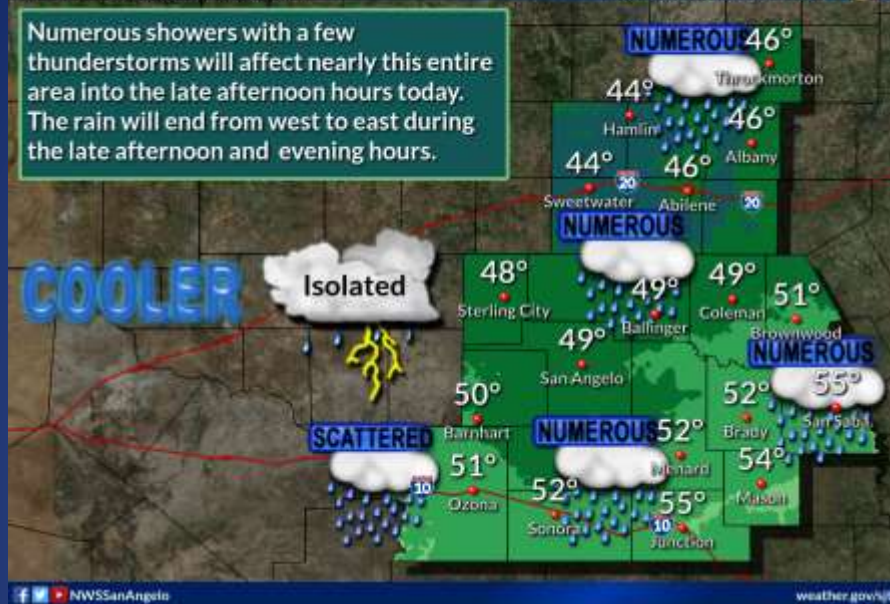 Numerous showers with a few
thunderstorms will affect nearly this entire
area into the late afternoon hours today.
The rain will end from west to east during
the late afternoon and evening hours.
NUMEROUS
46°
Throckmorton
44°
Hamlin
46°
Albany
44°
Sweetwater
20
46°
Abilene
20
NUMEROUS
COOLER
Isolated
48°
Sterling City
49°
Ballinger
49°
Coleman
51°
Brownwood
NUMEROUS
49°
San Angelo
50°
Barnhart
52°
Brady
55°
San Saba
SCATTERED
NUMEROUS
52°
Menard
10
51°
Ozona
52°
Sonora
54°
Mason
55°
10
Junction
NWSSanAngelo
weather.gov/sj